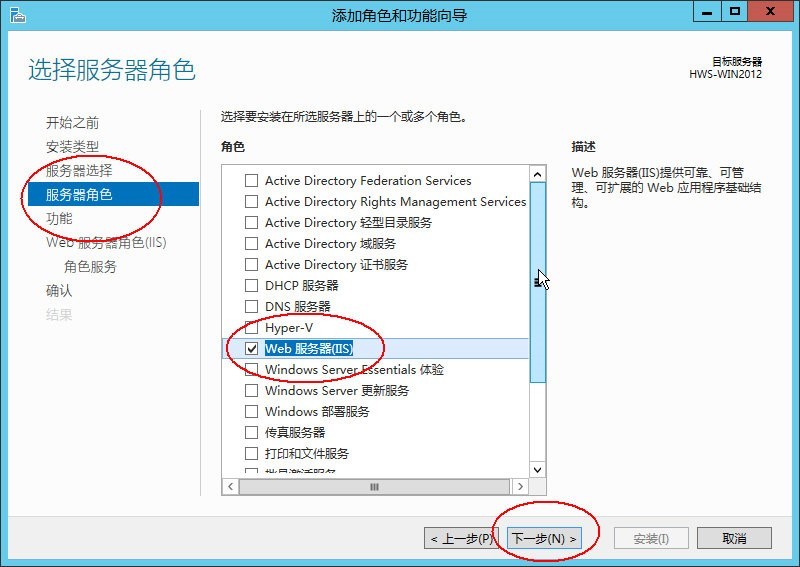 添加角色和功能向导
选择服务器角色
目标服务器
HWS-WIN2012
开始之前
安装类型
服务器选择
服务器角色
功能
Web 服务器角色(IIS)
角色服务
确认
结果
选择要安装在所选服务器上的一个或多个角色。
角色
Active Directory Federation Services
Active Directory Rights Management Services
Active Directory 轻型目录服务
Active Directory 域服务
Active Directory 证书服务
DHCP 服务器
DNS 服务器
Hyper-V
Web 服务器(IIS)
Windows Server Essentials 体验
Windows Server 更新服务
Windows 部署服务
传真服务器
打印和文件服务
批量激活服务
描述
Web 服务器(IIS)提供可靠、可管
理、可扩展的 Web 应用程序基础结
构。
< 上一步(P)
下一步(N) >
安装(I)
取消